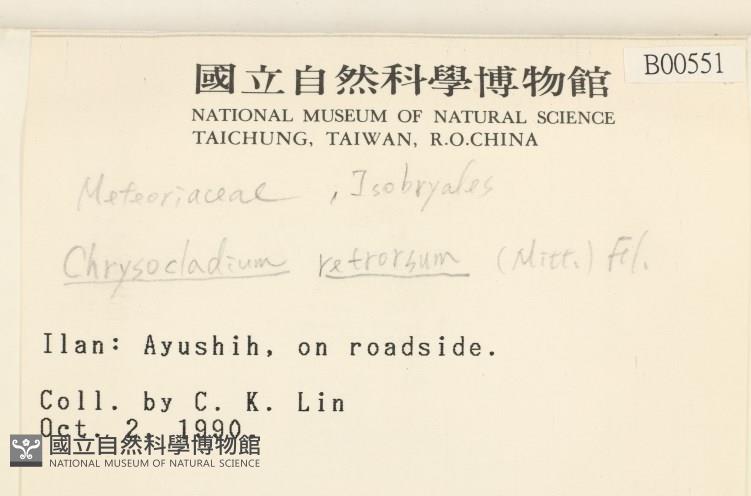 B00551
國立自然科學博物館
NATIONAL MUSEUM OF NATURAL SCIENCE
TAICHUNG, TAIWAN, R.O.CHINA
Meteoriaceae, Isobryales
Chrysocladium retrorsum (Mitt.) Fl.
Ilan: Ayushih, on roadside.
Coll. by C. K. Lin
Oct. 2, 1990.
國立自然科學博物館
NATIONAL MUSEUM OF NATURAL SCIENCE